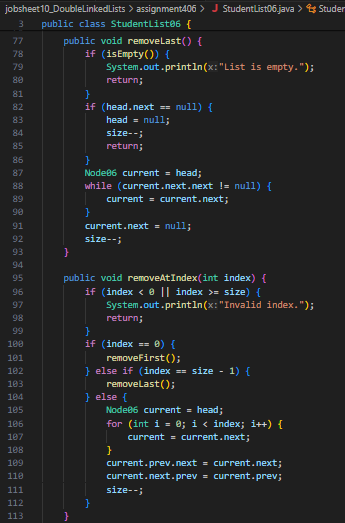 jobsheet10_DoubleLinkedLists > assignment406 > J StudentList06.java > Studer
3 public class StudentList06 {
77 public void removeLast() {
78 if (isEmpty()) {
79 System.out.println(x:"List is empty.");
80 return;
81 }
82 if (head.next == null) {
83 head = null;
84 size--;
85 return;
86 }
87 Node06 current = head;
88 while (current.next.next != null) {
89 current = current.next;
90 }
91 current.next = null;
92 size--;
93 }
94
95 public void removeAtIndex(int index) {
96 if (index < 0 || index >= size) {
97 System.out.println(x:"Invalid index.");
98 return;
99 }
100 if (index == 0) {
101 removeFirst();
102 } else if (index == size - 1) {
103 removeLast();
104 } else {
105 Node06 current = head;
106 for (int i = 0; i < index; i++) {
107 current = current.next;
108 }
109 current.prev.next = current.next;
110 current.next.prev = current.prev;
111 size--;
112 }
113 }